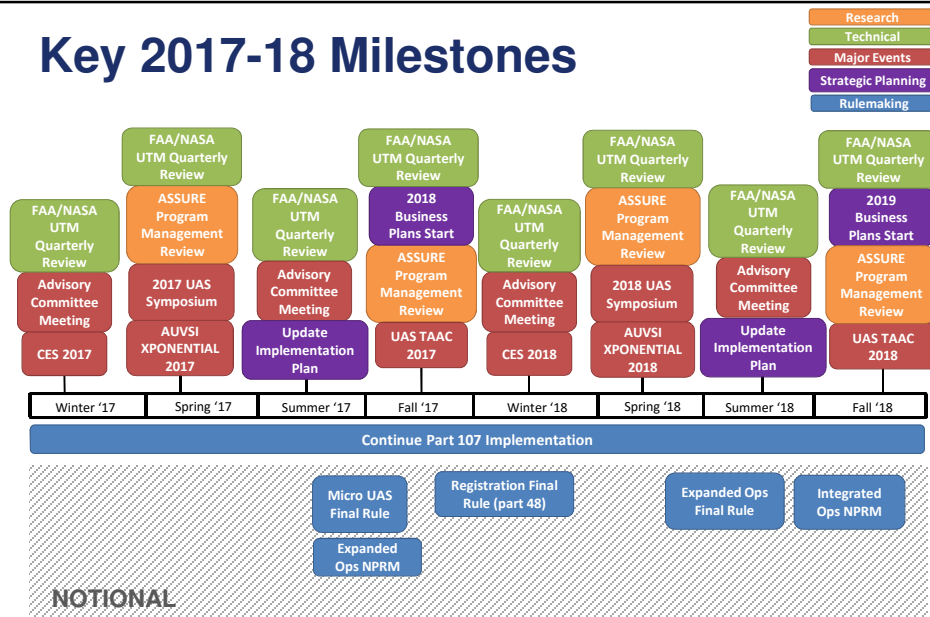 Key 2017-18 Milestones
Research
Technical
Major Events
Strategic Planning
Rulemaking
FAA/NASA
UTM
Quarterly
Review
Advisory
Committee
Meeting
CES 2017
FAA/NASA
UTM Quarterly
Review
ASSURE
Program
Management
Review
2017 UAS
Symposium
AUVSI
XPONENTIAL
2017
FAA/NASA
UTM
Quarterly
Review
Advisory
Committee
Meeting
Update
Implementation
Plan
FAA/NASA
UTM Quarterly
Review
2018
Business
Plans Start
ASSURE
Program
Management
Review
UAS TAAC
2017
FAA/NASA
UTM
Quarterly
Review
Advisory
Committee
Meeting
CES 2018
FAA/NASA
UTM Quarterly
Review
ASSURE
Program
Management
Review
2018 UAS
Symposium
AUVSI
XPONENTIAL
2018
FAA/NASA
UTM
Quarterly
Review
Advisory
Committee
Meeting
Update
Implementation
Plan
FAA/NASA
UTM Quarterly
Review
2019
Business
Plans Start
ASSURE
Program
Management
Review
UAS TAAC
2018
Winter ‘17
Spring ‘17
Summer ‘17
Fall ‘17
Winter ‘18
Spring ‘18
Summer ‘18
Fall ‘18
Continue Part 107 Implementation
Micro UAS
Final Rule
Expanded
Ops NPRM
Registration Final
Rule (part 48)
Expanded Ops
Final Rule
Integrated
Ops NPRM
NOTIONAL